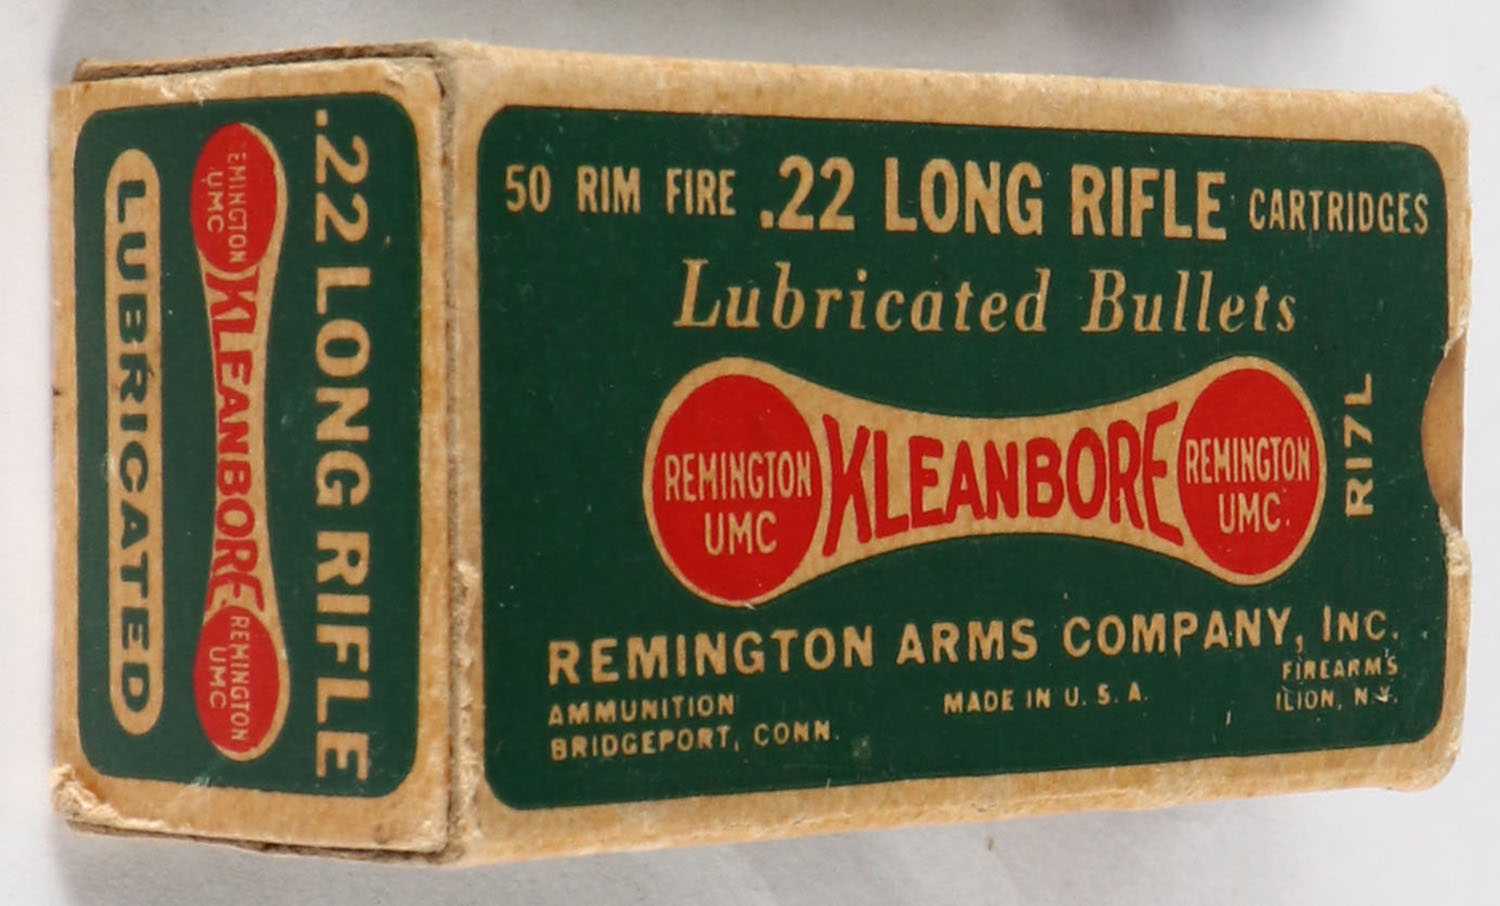 .22 LONG RIFLE
REMINGTON
UMC
KLEANBORE
REMINGTON
UMC
LUBRICATED
50 RIM FIRE .22 LONG RIFLE CARTRIDGES
Lubricated Bullets
REMINGTON
UMC
KLEANBORE
REMINGTON
UMC.
R17L
REMINGTON ARMS COMPANY, INC.
AMMUNITION
BRIDGEPORT, CONN.
MADE IN U.S.A.
FIREARMS
ILION, N.Y.